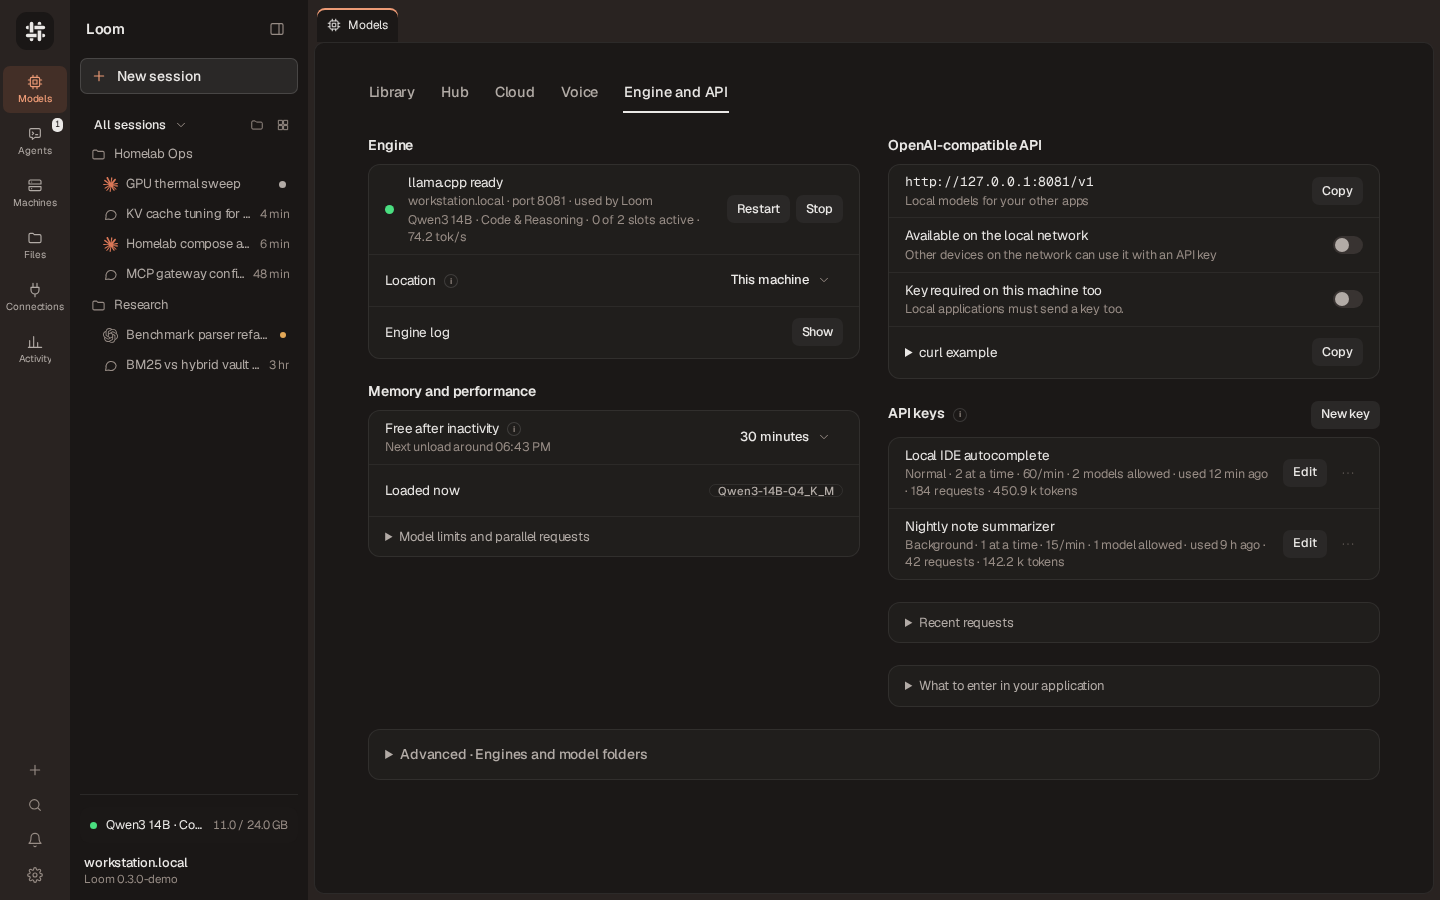 Loom
New session
Models
Agents
1
Machines
Files
Connections
Activity
All sessions
Homelab Ops
GPU thermal sweep
KV cache tuning for ... 4 min
Homelab compose a... 6 min
MCP gateway confi... 48 min
Research
Benchmark parser refa...
BM25 vs hybrid vault ... 3 hr
Qwen3 14B · Co... 11.0 / 24.0 GB
workstation.local
Loom 0.3.0-demo
Models
Library Hub Cloud Voice Engine and API
Engine
llama.cpp ready
workstation.local · port 8081 · used by Loom
Qwen3 14B · Code & Reasoning · 0 of 2 slots active ·
74.2 tok/s
Restart Stop
Location i This machine
Engine log Show
Memory and performance
Free after inactivity i
Next unload around 06:43 PM
30 minutes
Loaded now Qwen3-14B-Q4_K_M
Model limits and parallel requests
OpenAI-compatible API
http://127.0.0.1:8081/v1
Local models for your other apps
Copy
Available on the local network
Other devices on the network can use it with an API key
Key required on this machine too
Local applications must send a key too.
curl example Copy
API keys i New key
Local IDE autocomplete
Normal · 2 at a time · 60/min · 2 models allowed · used 12 min ago
· 184 requests · 450.9 k tokens
Edit ...
Nightly note summarizer
Background · 1 at a time · 15/min · 1 model allowed · used 9 h ago ·
42 requests · 142.2 k tokens
Edit ...
Recent requests
What to enter in your application
Advanced · Engines and model folders